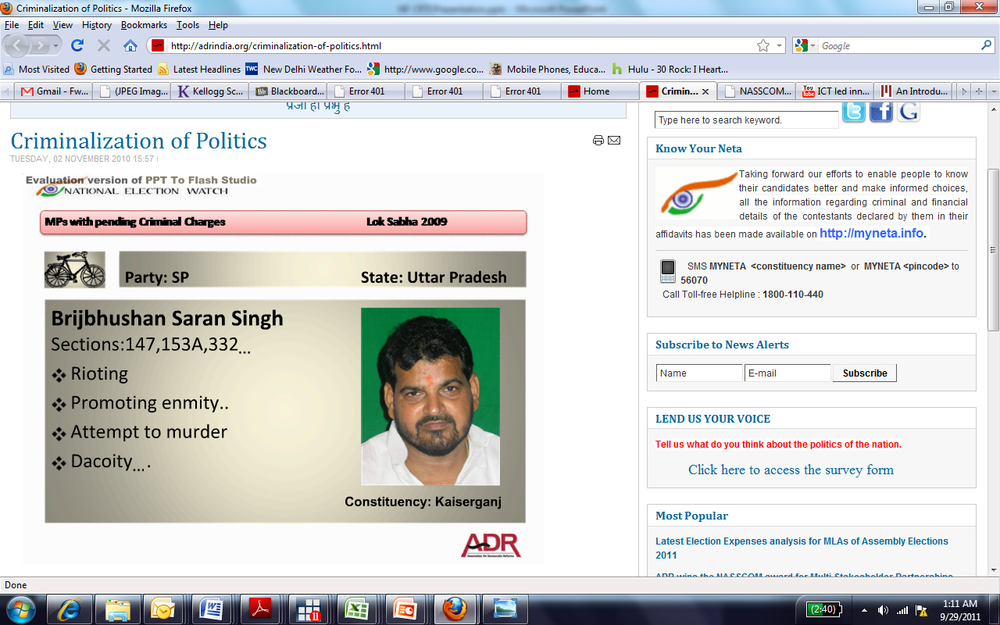 Criminalization of Politics - Mozilla Firefox
File Edit View History Bookmarks Tools Help
http://adrindia.org/criminalization-of-politics.html
Google
Most Visited Getting Started Latest Headlines TWC New Delhi Weather Fo... http://www.google.co... Mobile Phones, Educa... h Hulu - 30 Rock: I Heart...
Gmail - Fw... (JPEG Imag... K Kellogg Sc... Bb Blackboard... Error 401 Error 401 Error 401 Home Crimin... NASSCOM... You Tube ICT led inn... An Introdu...
Criminalization of Politics
TUESDAY, 02 NOVEMBER 2010 15:57 |
Evaluation version of PPT To Flash Studio
NATIONAL ELECTION WATCH
MPs with pending Criminal Charges Lok Sabha 2009
Party: SP State: Uttar Pradesh
Brijbhushan Saran Singh
Sections:147,153A,332...
❖ Rioting
❖ Promoting enmity..
❖ Attempt to murder
❖ Dacoity... .
Constituency: Kaiserganj
ADR
Association for Democratic Reforms
Type here to search keyword.
t f G
Know Your Neta
Taking forward our efforts to enable people to know
their candidates better and make informed choices,
all the information regarding criminal and financial
details of the contestants declared by them in their
affidavits has been made available on http://myneta.info.
SMS MYNETA <constituency name> or MYNETA <pincode> to
56070
Call Toll-free Helpline : 1800-110-440
Subscribe to News Alerts
Name E-mail Subscribe
LEND US YOUR VOICE
Tell us what do you think about the politics of the nation.
Click here to access the survey form
Most Popular
Latest Election Expenses analysis for MLAs of Assembly Elections
2011
ADR wins the NASSCOM award for Multi-Stakeholder Partnerships
Done
11
(2:40)
1:11 AM
9/29/2011